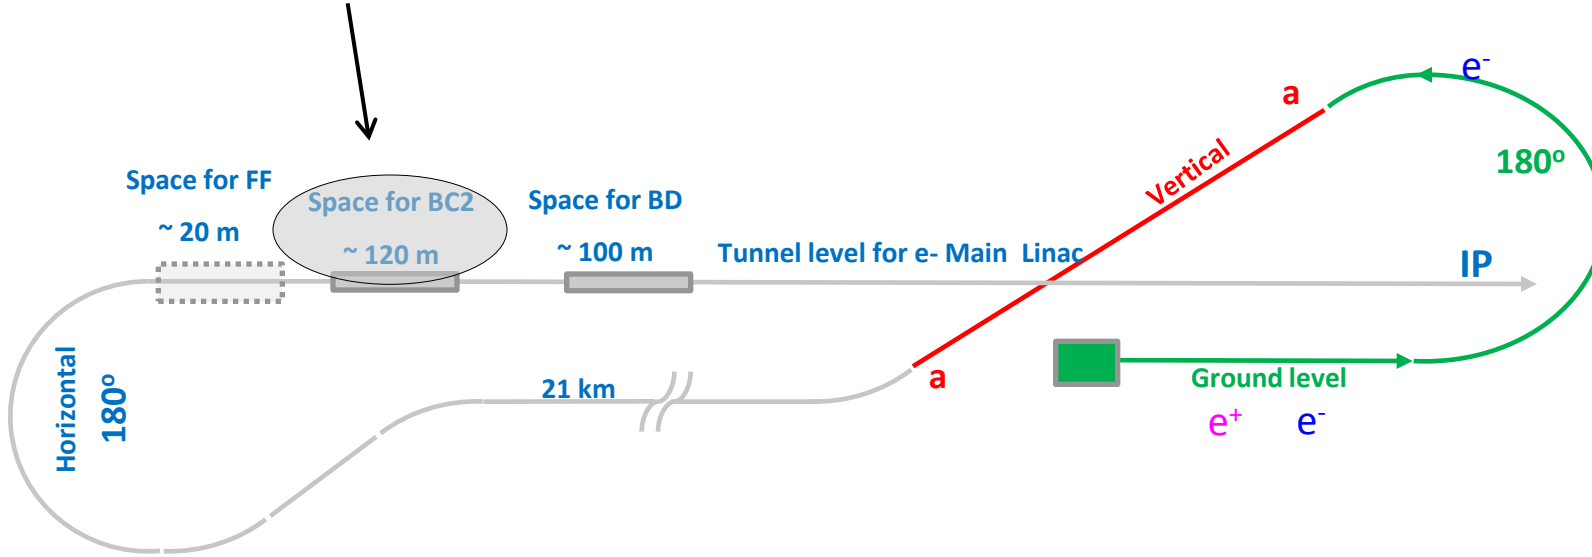 e-
a
180o
Vertical
Space for FF
~ 20 m
Space for BC2
~ 120 m
Space for BD
~ 100 m
Tunnel level for e- Main Linac
IP
a
21 km
Ground level
e+ e-
Horizontal
180o